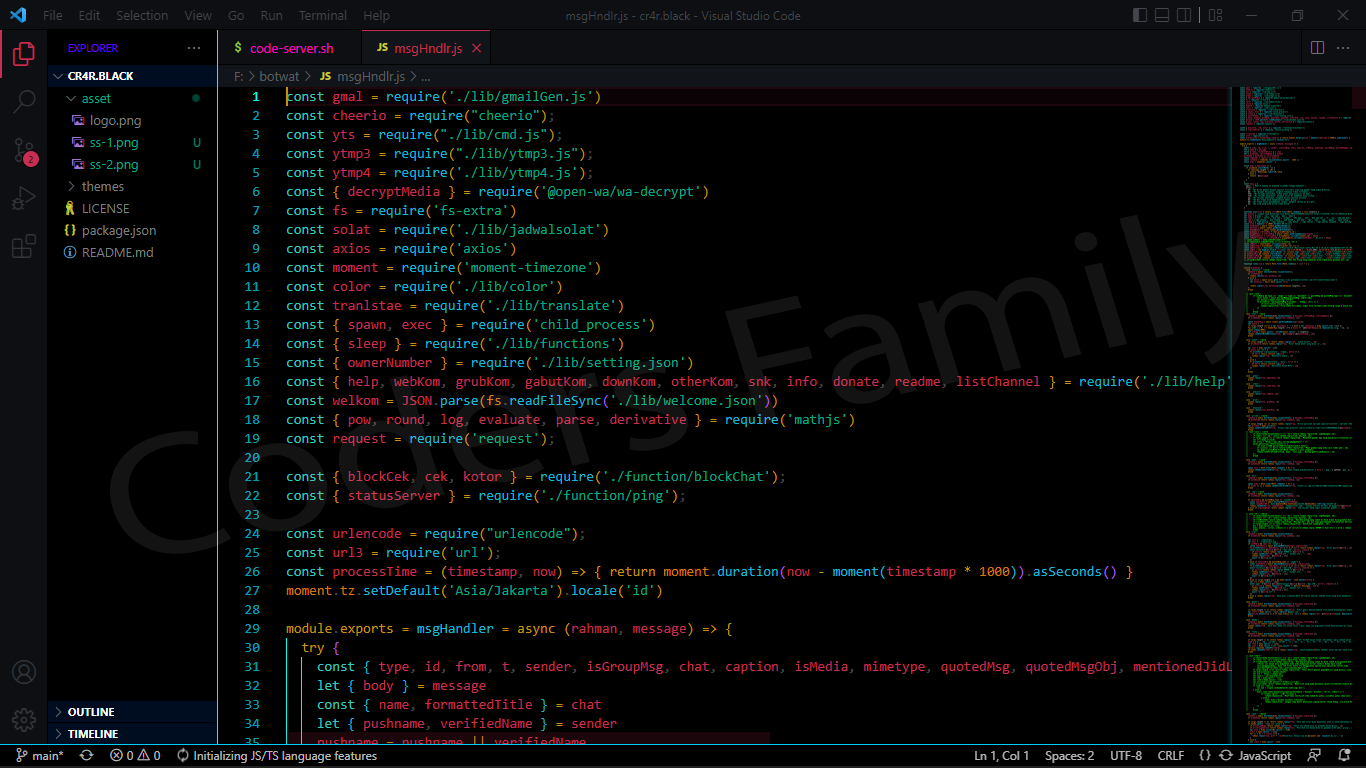 File Edit Selection View Go Run Terminal Help
msgHndlr.js - cr4r.black - Visual Studio Code
EXPLORER
CR4R.BLACK
asset
logo.png
ss-1.png U
ss-2.png U
themes
LICENSE
package.json
README.md
OUTLINE
TIMELINE
2
$ code-server.sh
JS msgHndlr.js
F: > botwat > JS msgHndlr.js > ...
1 const gmal = require('./lib/gmailGen.js')
2 const cheerio = require("cheerio");
3 const yts = require("./lib/cmd.js");
4 const ytmp3 = require("./lib/ytmp3.js");
5 const ytmp4 = require('./lib/ytmp4.js');
6 const { decryptMedia } = require('@open-wa/wa-decrypt')
7 const fs = require('fs-extra')
8 const solat = require('./lib/jadwalsolat')
9 const axios = require('axios')
10 const moment = require('moment-timezone')
11 const color = require('./lib/color')
12 const tranlstae = require('./lib/translate')
13 const { spawn, exec } = require('child_process')
14 const { sleep } = require('./lib/functions')
15 const { ownerNumber } = require('./lib/setting.json')
16 const { help, webKom, grubKom, gabutKom, downKom, otherKom, snk, info, donate, readme, listChannel } = require('./lib/help'
17 const welkom = JSON.parse(fs.readFileSync('./lib/welcome.json'))
18 const { pow, round, log, evaluate, parse, derivative } = require('mathjs')
19 const request = require('request');
20
21 const { blockCek, cek, kotor } = require('./function/blockChat');
22 const { statusServer } = require('./function/ping');
23
24 const urlencode = require("urlencode");
25 const url3 = require('url');
26 const processTime = (timestamp, now) => { return moment.duration(now - moment(timestamp * 1000)).asSeconds() }
27 moment.tz.setDefault('Asia/Jakarta').locale('id')
28
29 module.exports = msgHandler = async (rahman, message) => {
30 try {
31 const { type, id, from, t, sender, isGroupMsg, chat, caption, isMedia, mimetype, quotedMsg, quotedMsgObj, mentionedJidL
32 let { body } = message
33 const { name, formattedTitle } = chat
34 let { pushname, verifiedName } = sender
35 pushname = pushname || verifiedName
Coders Family
main* 0 0 Initializing JS/TS language features
Ln 1, Col 1 Spaces: 2 UTF-8 CRLF {} JavaScript